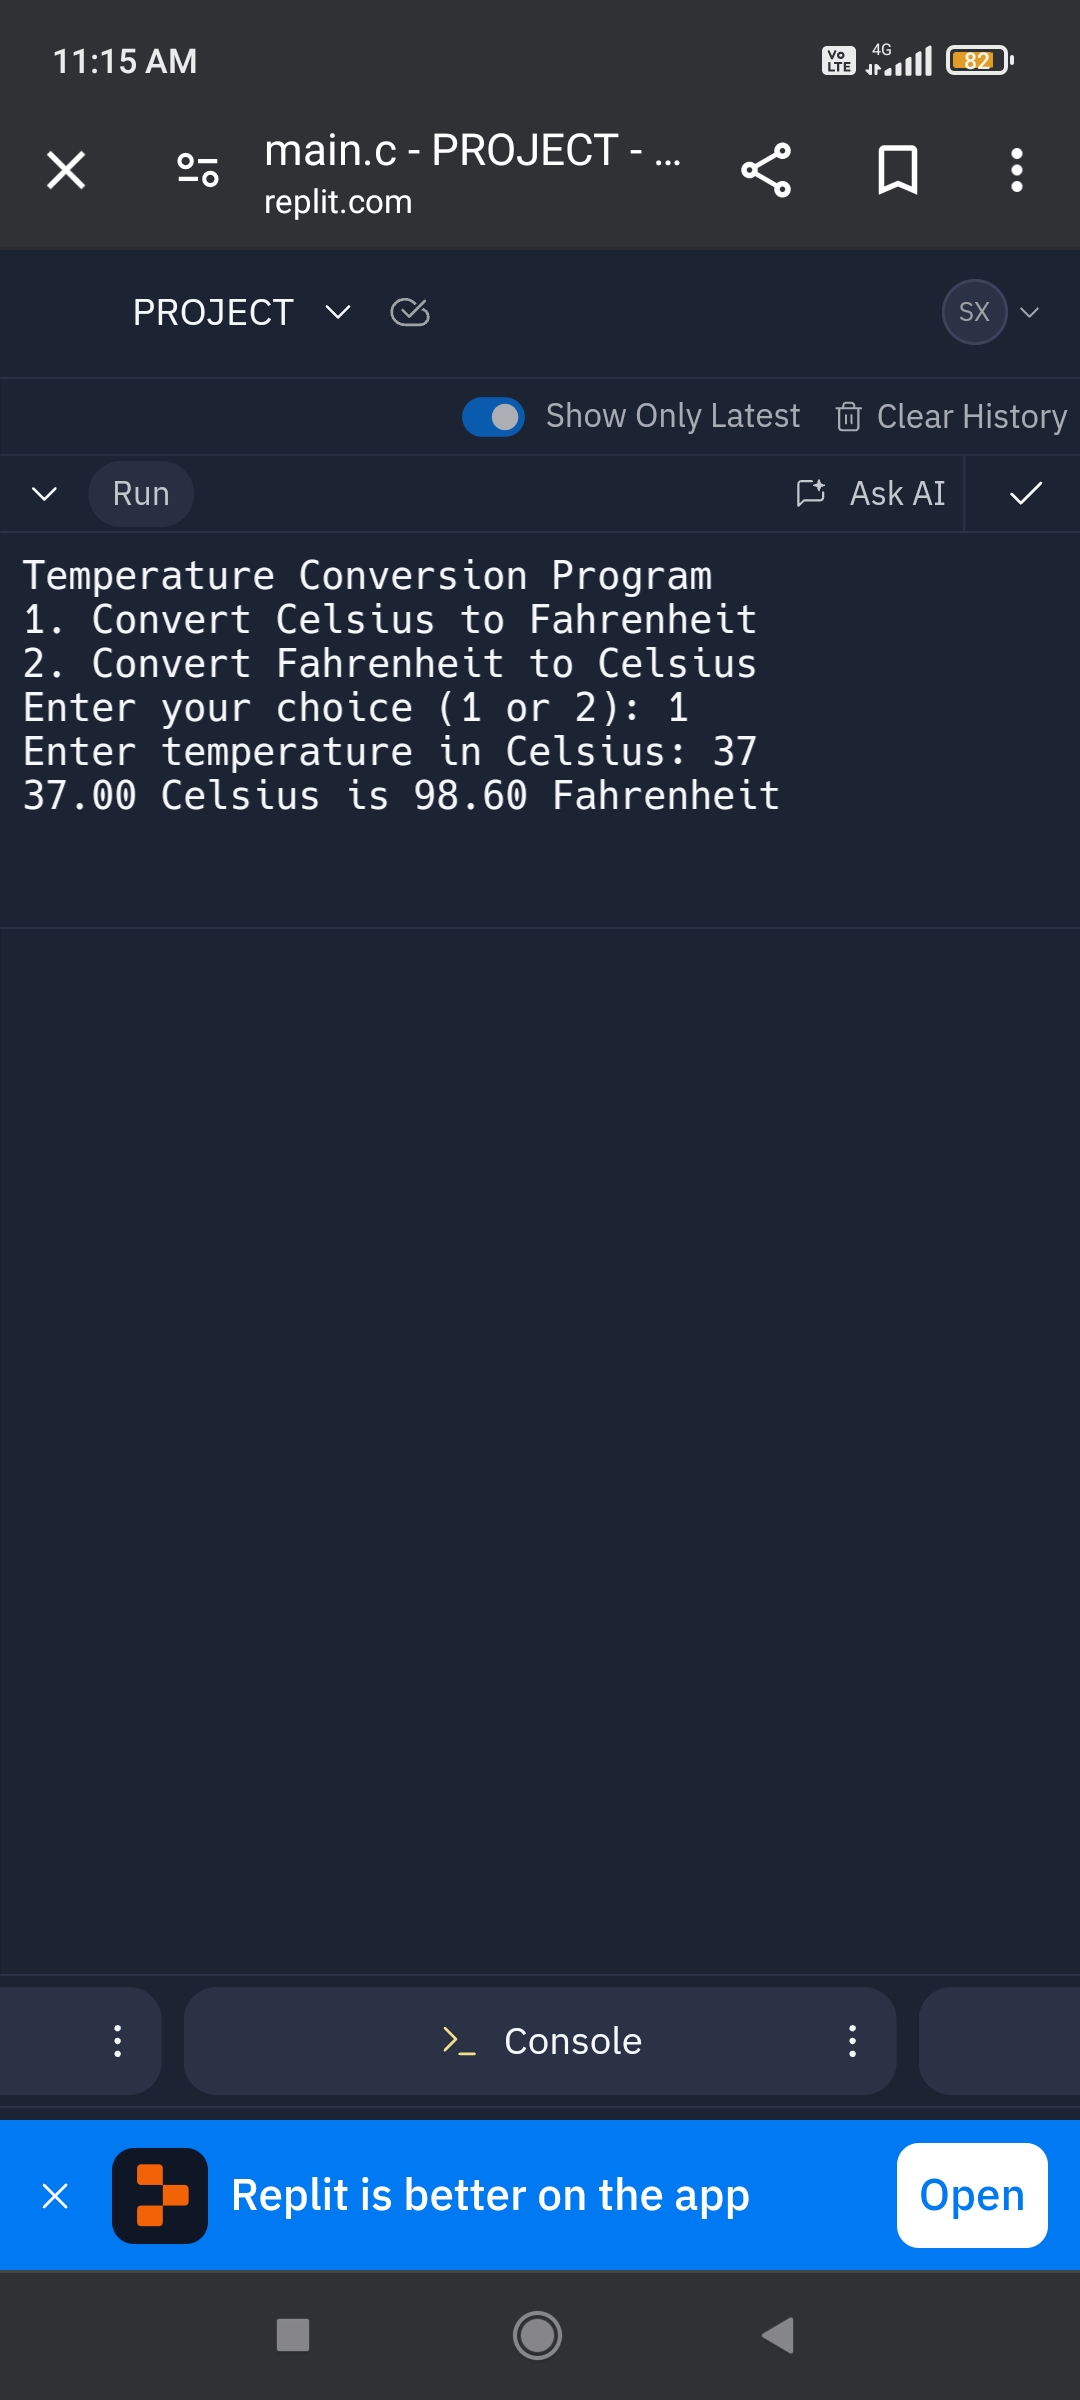 11:15 AM
Vo LTE
4G
82
main.c - PROJECT - ...
replit.com
PROJECT
SX
Show Only Latest
Clear History
Run
Ask AI
Temperature Conversion Program
1. Convert Celsius to Fahrenheit
2. Convert Fahrenheit to Celsius
Enter your choice (1 or 2): 1
Enter temperature in Celsius: 37
37.00 Celsius is 98.60 Fahrenheit
Console
Replit is better on the app
Open